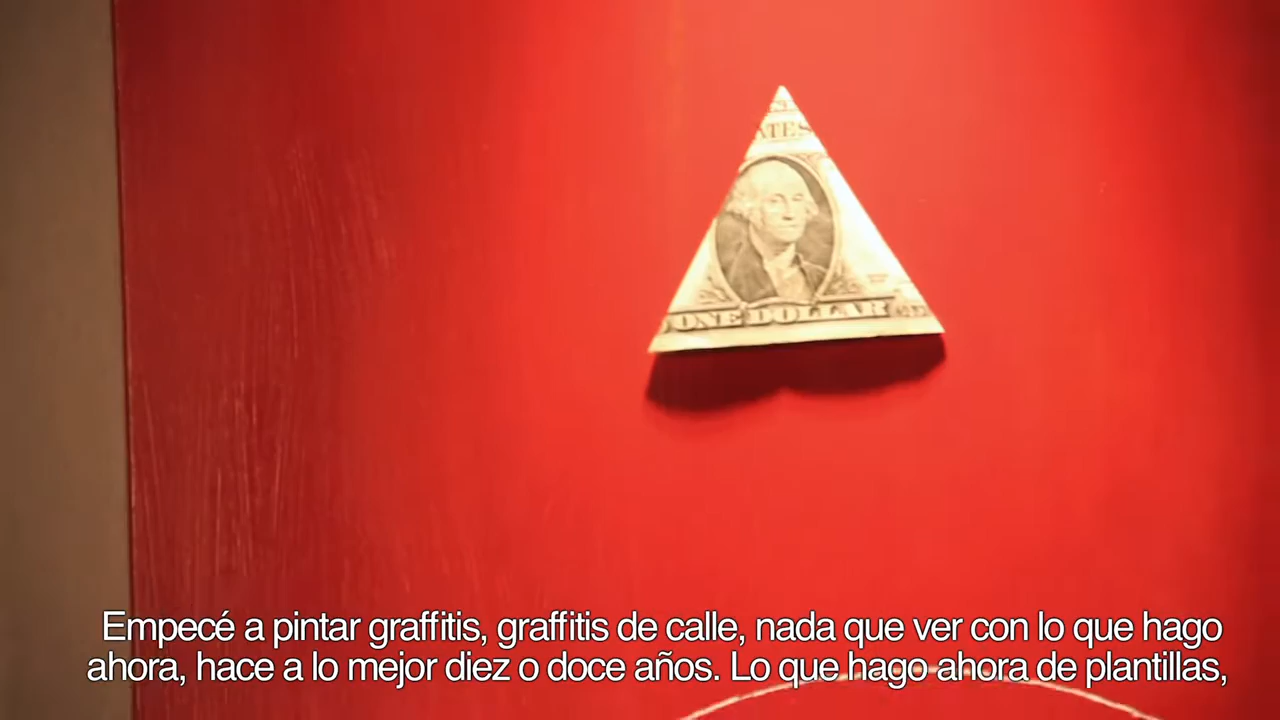 ATES
ONE DOLLAR
Empecé a pintar graffitis, graffitis de calle, nada que ver con lo que hago
ahora, hace a lo mejor diez o doce años. Lo que hago ahora de plantillas,